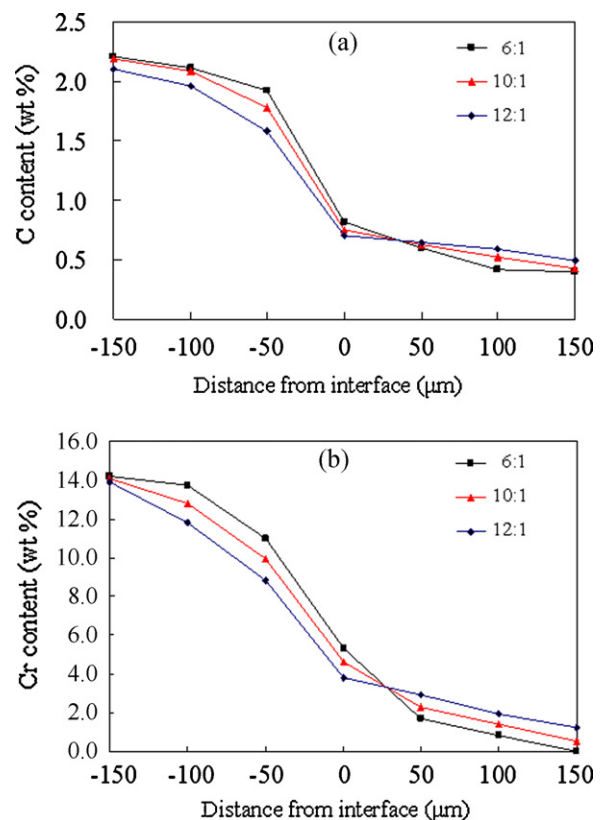 (a)
6:1
10:1
12:1
C content (wt %)
2.5
2.0
1.5
1.0
0.5
0.0
-150 -100 -50 0 50 100 150
Distance from interface (μm)
(b)
6:1
10:1
12:1
Cr content (wt %)
16.0
14.0
12.0
10.0
8.0
6.0
4.0
2.0
0.0
-150 -100 -50 0 50 100 150
Distance from interface (μm)